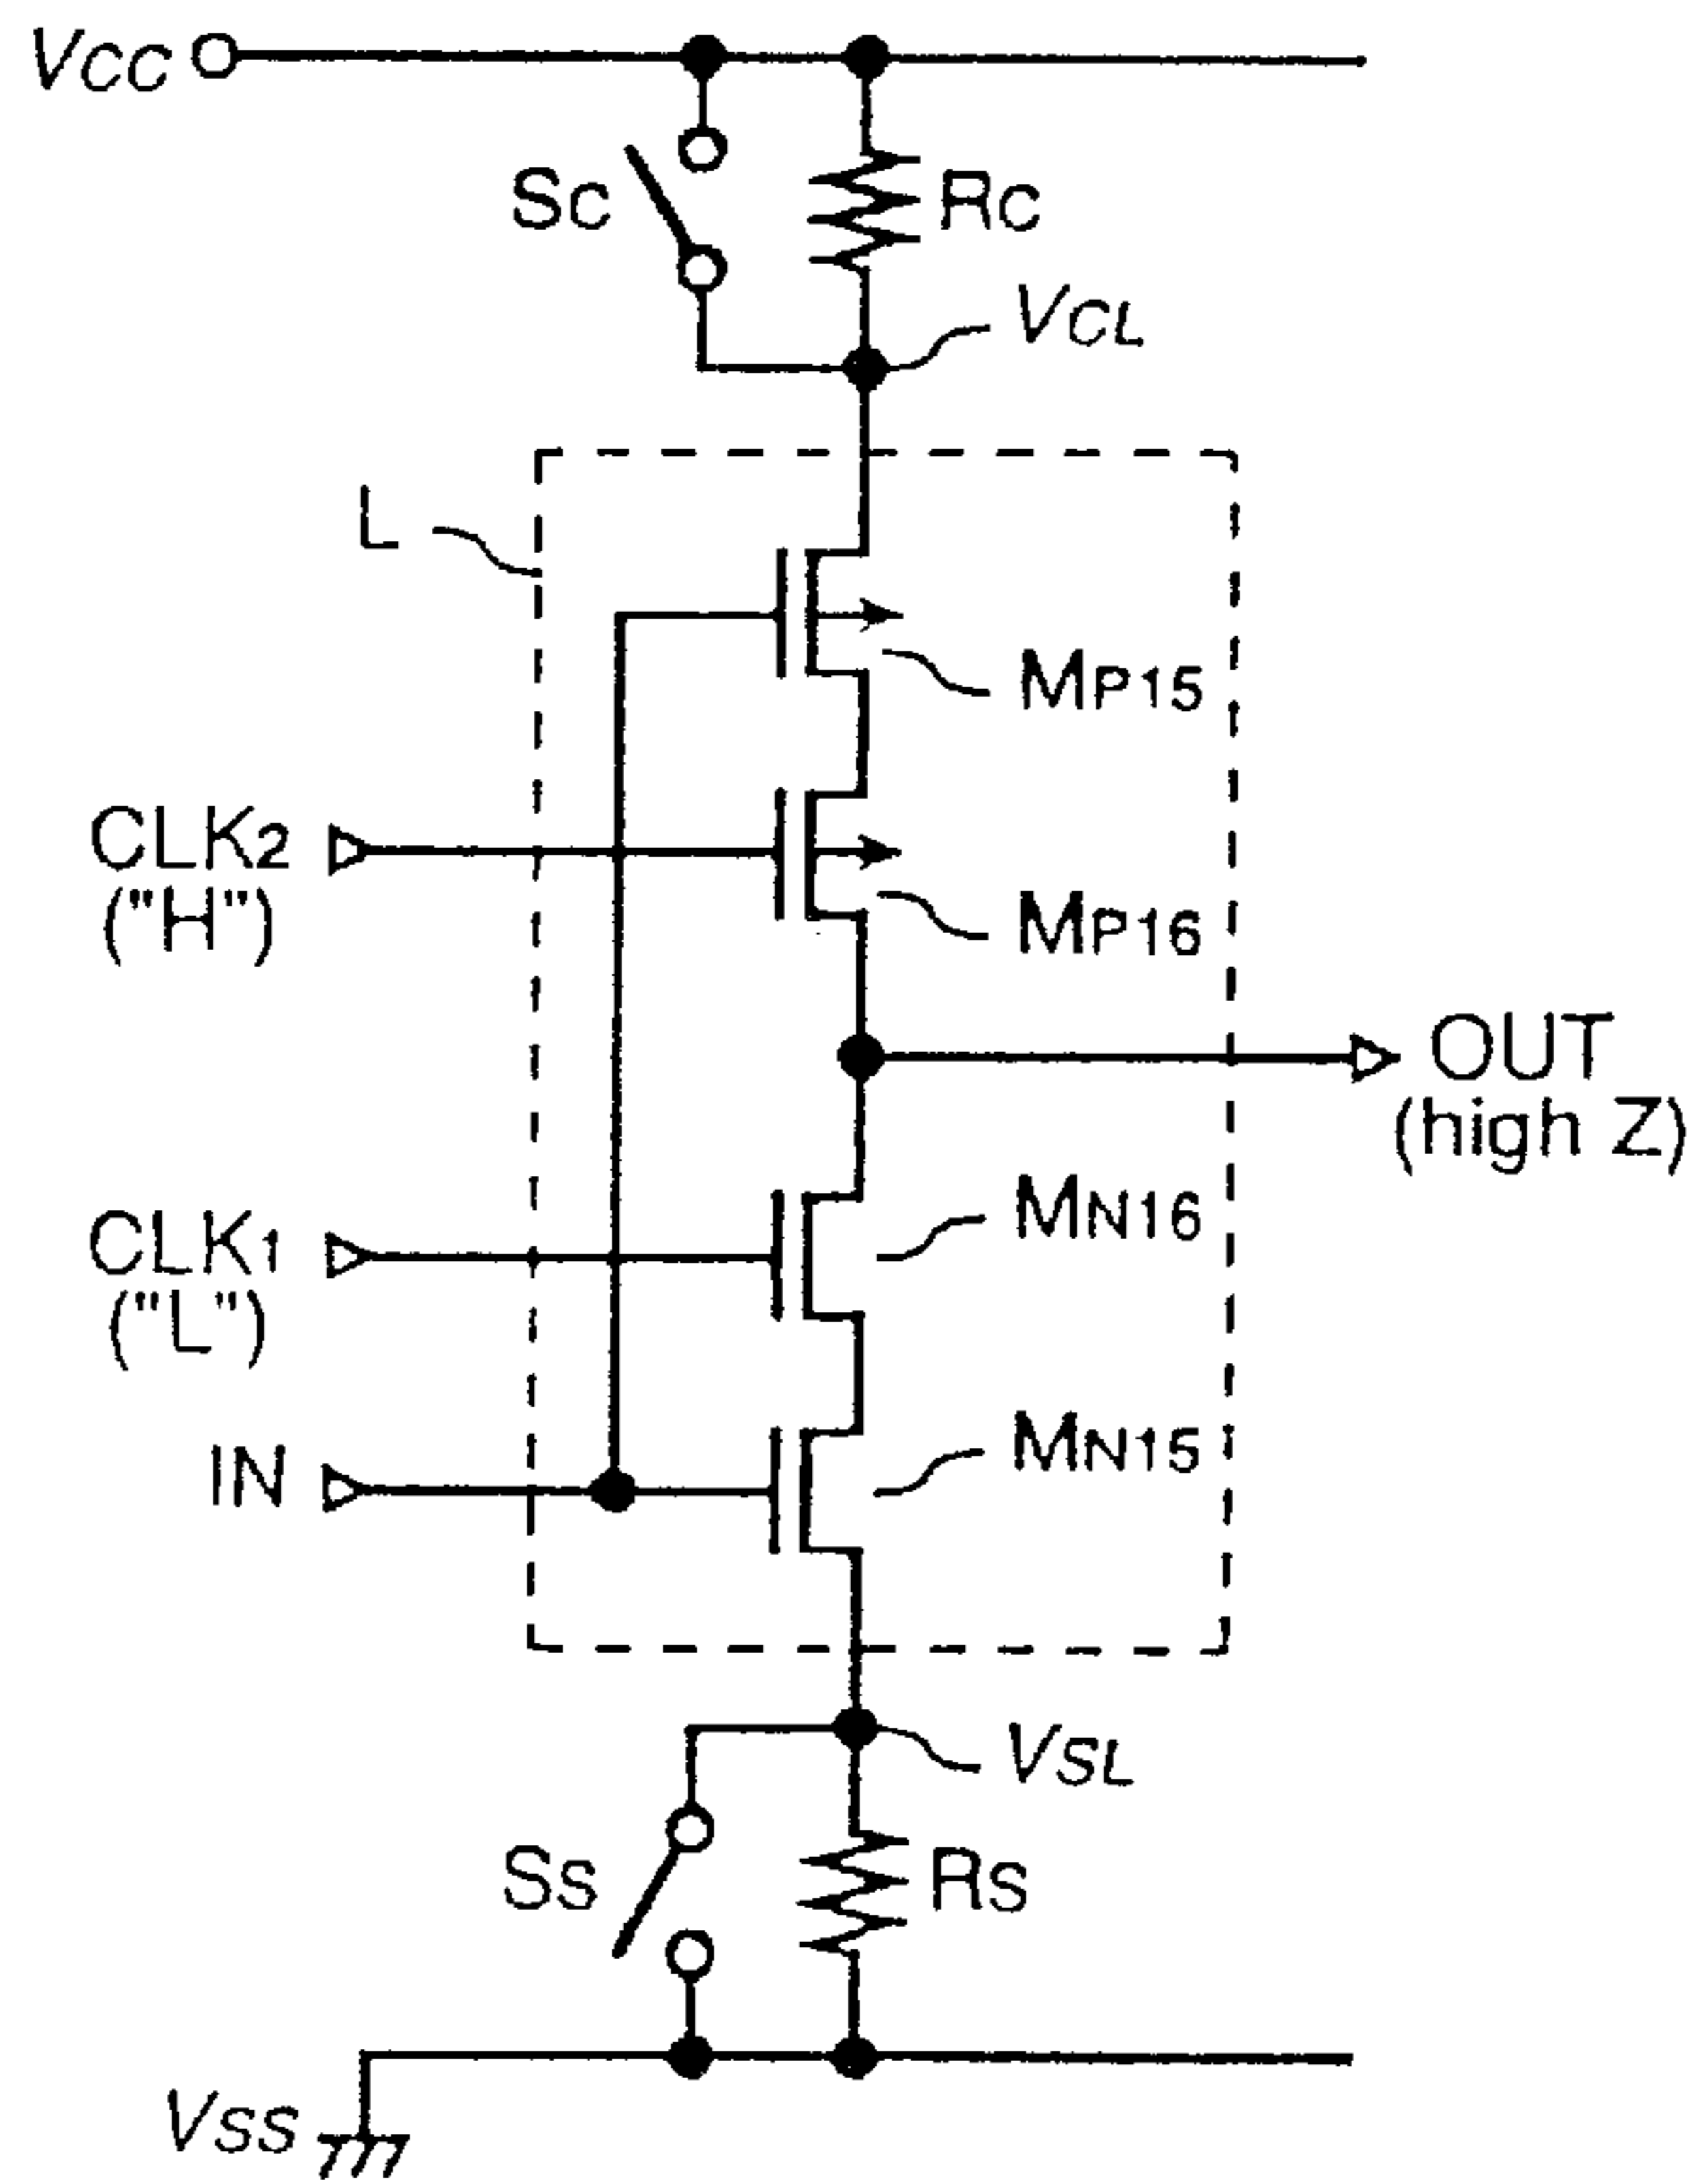 VCC
SC
RC
VCL
L
MP15
CLK2
("H")
MP16
OUT
(high Z)
MN16
CLK1
("L")
MN15
IN
VSL
SS
RS
VSS